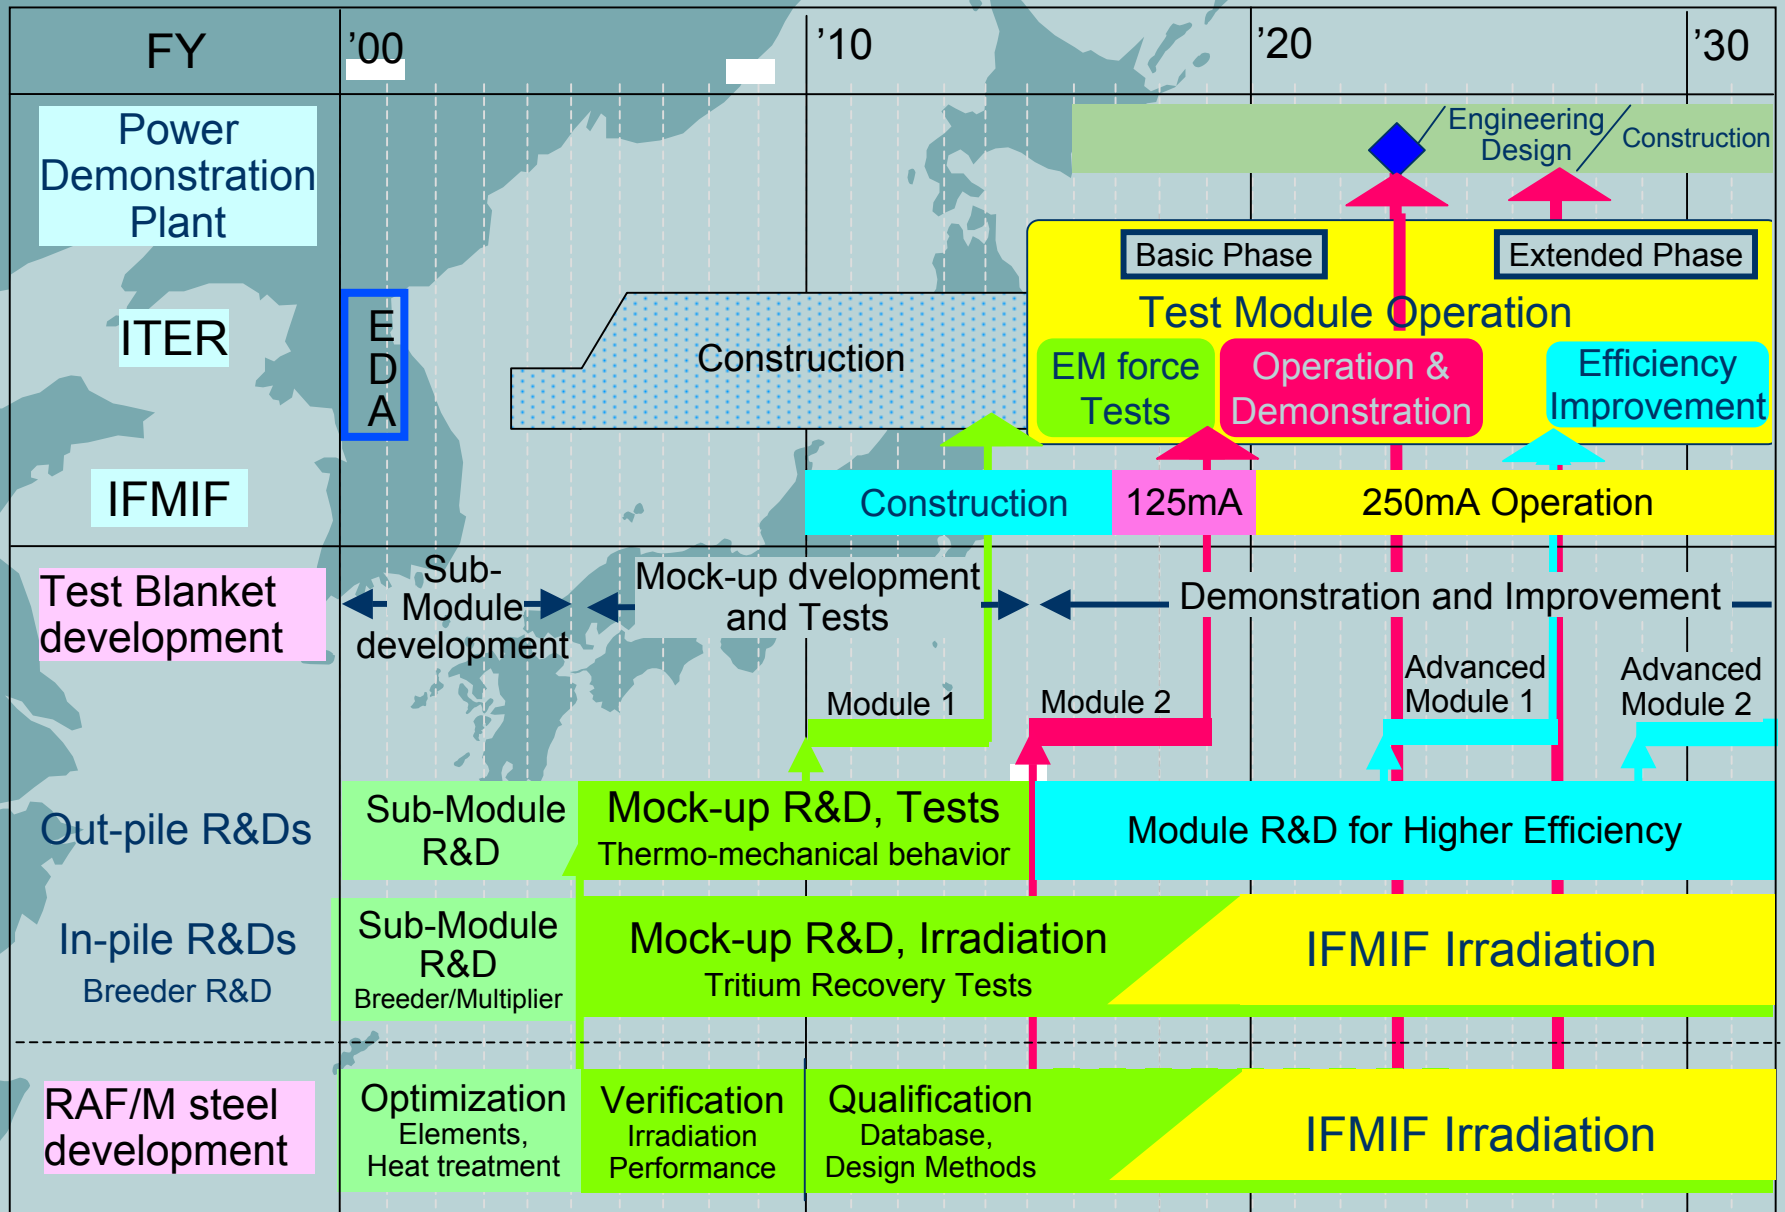 FY
’00
’10
’20
’30
Power
Demonstration
Plant
Engineering
Design
Construction
Basic Phase
Extended Phase
ITER
E
D
A
Construction
Test Module Operation
EM force
Tests
Operation &
Demonstration
Efficiency
Improvement
IFMIF
Construction
125mA
250mA Operation
Test Blanket
development
Sub-
Module
development
Mock-up dvelopment
and Tests
Demonstration and Improvement
Module 1
Module 2
Advanced
Module 1
Advanced
Module 2
Out-pile R&Ds
Sub-Module
R&D
Mock-up R&D, Tests
Thermo-mechanical behavior
Module R&D for Higher Efficiency
In-pile R&Ds
Breeder R&D
Sub-Module
R&D
Breeder/Multiplier
Mock-up R&D, Irradiation
Tritium Recovery Tests
IFMIF Irradiation
RAF/M steel
development
Optimization
Elements,
Heat treatment
Verification
Irradiation
Performance
Qualification
Database,
Design Methods
IFMIF Irradiation